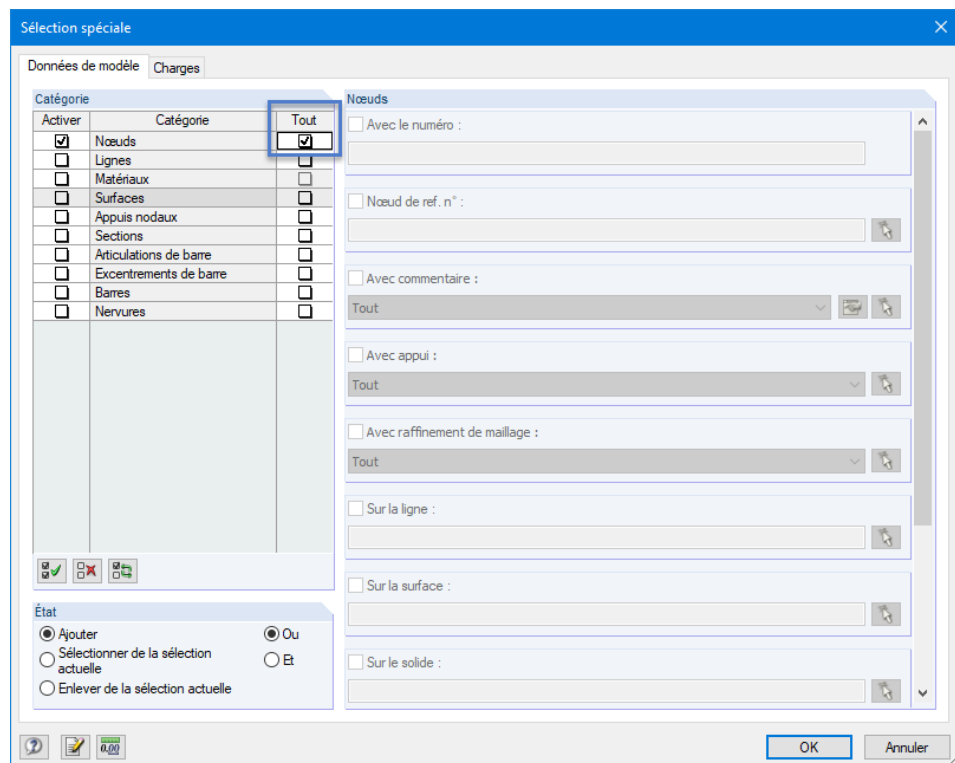 Sélection spéciale
Données de modèle
Charges
Catégorie
Activer Catégorie Tout
Nœuds
Lignes
Matériaux
Surfaces
Appuis nodaux
Sections
Articulations de barre
Excentrements de barre
Barres
Nervures
État
Ajouter
Ou
Sélectionner de la sélection
actuelle
Et
Enlever de la sélection actuelle
Nœuds
Avec le numéro :
Nœud de ref. n° :
Avec commentaire :
Tout
Avec appui :
Tout
Avec raffinement de maillage :
Tout
Sur la ligne :
Sur la surface :
Sur le solide :
0,00
OK
Annuler